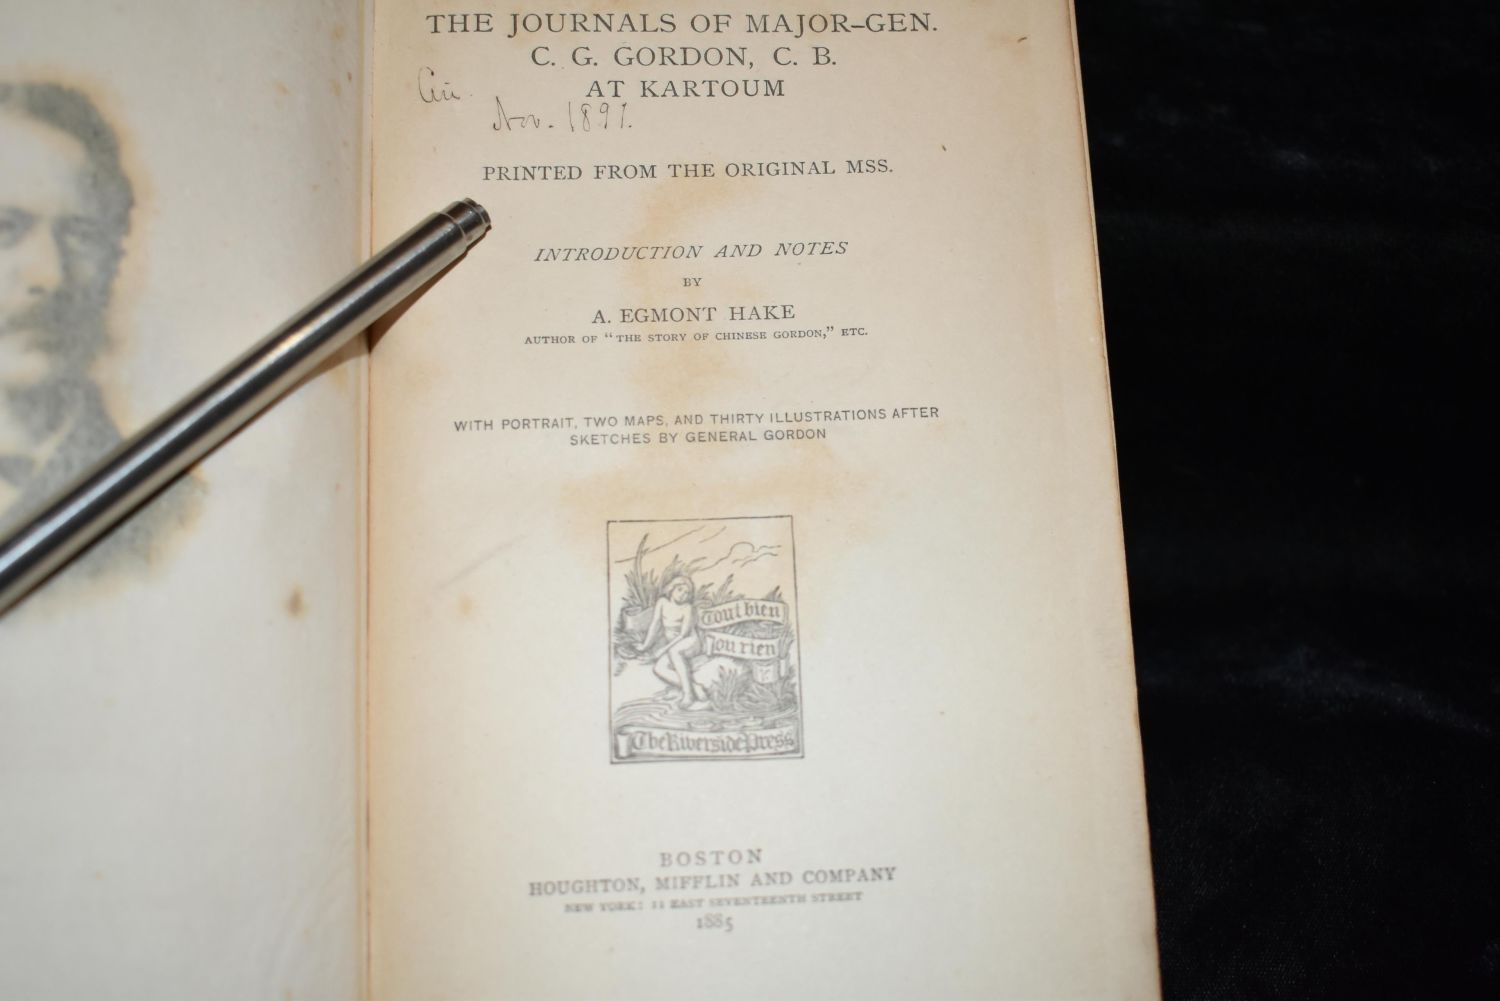 THE JOURNALS OF MAJOR-GEN.
C. G. GORDON, C. B.
AT KARTOUM
Nov. 1891.
PRINTED FROM THE ORIGINAL MSS.
INTRODUCTION AND NOTES
BY
A. EGMONT HAKE
AUTHOR OF "THE STORY OF CHINESE GORDON," ETC.
WITH PORTRAIT, TWO MAPS, AND THIRTY ILLUSTRATIONS AFTER
SKETCHES BY GENERAL GORDON
Tout bien
ou rien
The Riverside Press
BOSTON
HOUGHTON, MIFFLIN AND COMPANY
NEW YORK: 11 EAST SEVENTEENTH STREET
1885